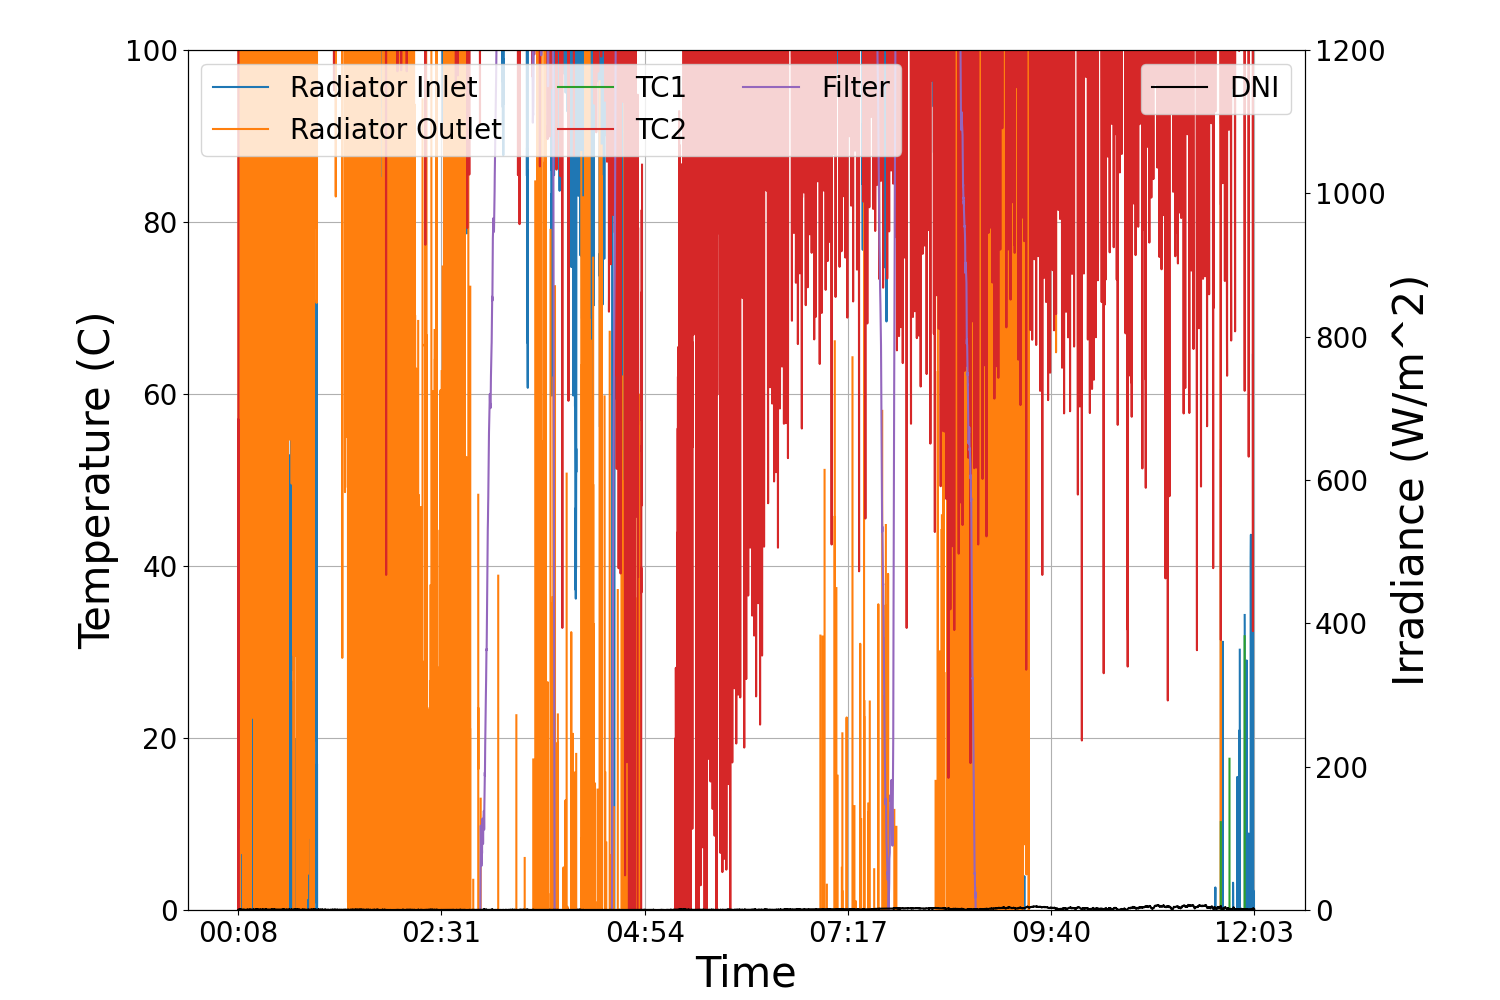 100
80
60
40
20
0
Temperature (C)
Radiator Inlet
Radiator Outlet
TC1
TC2
Filter
DNI
1200
1000
800
600
400
200
0
Irradiance (W/m^2)
00:08
02:31
04:54
07:17
09:40
12:03
Time